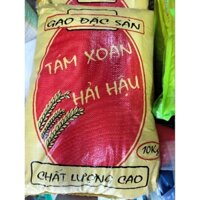 GẠO ĐẶC SẢN
TÁM XOAN
HẢI HẬU
10KG
CHẤT LƯỢNG CAO